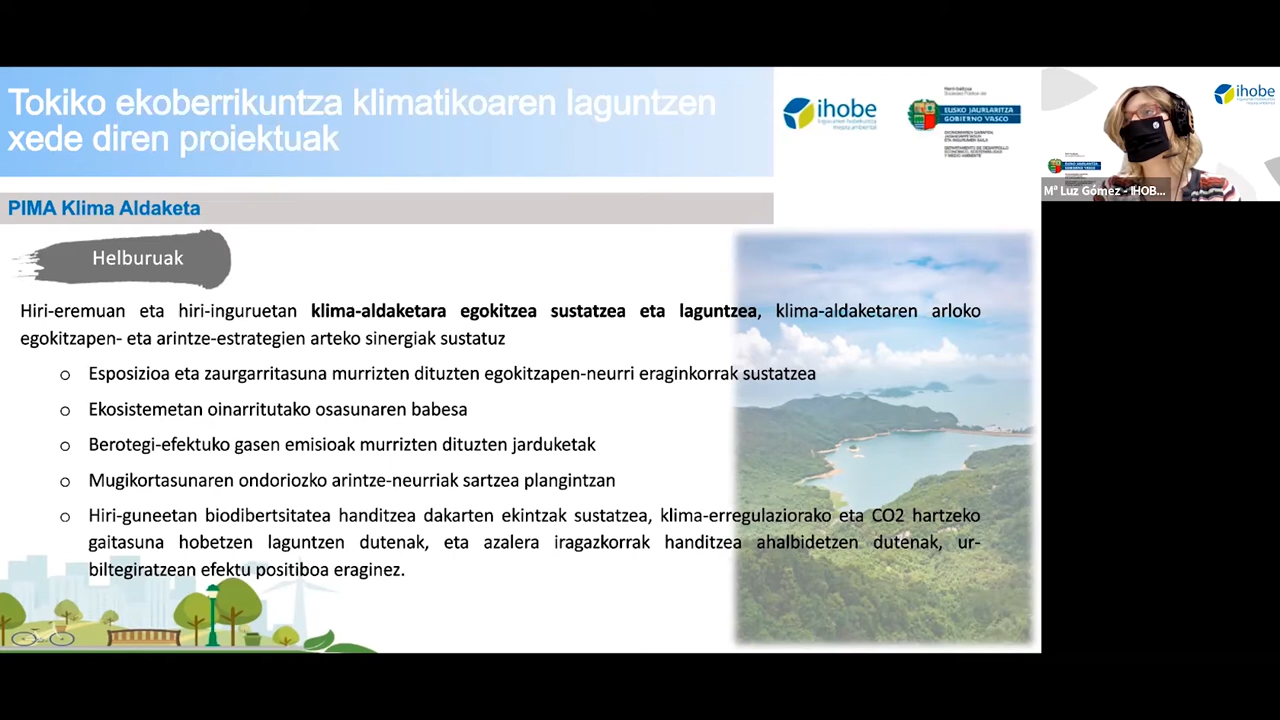 Tokiko ekoberrikuntza klimatikoaren laguntzen
xede diren proiektuak
ihobe
EUSKO JAURLARITZA
GOBIERNO VASCO
PIMA Klima Aldaketa
Helburuak
Hiri-eremuan eta hiri-inguruetan klima-aldaketara egokitzea sustatzea eta laguntzea, klima-aldaketaren arloko
egokitzapen- eta arintze-estrategien arteko sinergiak sustatuz
o Esposizioa eta zaurgarritasuna murrizten dituzten egokitzapen-neurri eraginkorrak sustatzea
o Ekosistemetan oinarritutako osasunaren babesa
o Berotegi-efektuko gasen emisioak murrizten dituzten jarduketak
o Mugikortasunaren ondoriozko arintze-neurriak sartzea plangintzan
o Hiri-guneetan biodibertsitatea handitzea dakarten ekintzak sustatzea, klima-erregulaziorako eta CO2 hartzeko
gaitasuna hobetzen laguntzen dutenak, eta azalera iragazkorrak handitzea ahalbidetzen dutenak, ur-
biltegiratzean efektu positiboa eraginez.
ihobe
Mª Luz Gómez - IHOB...